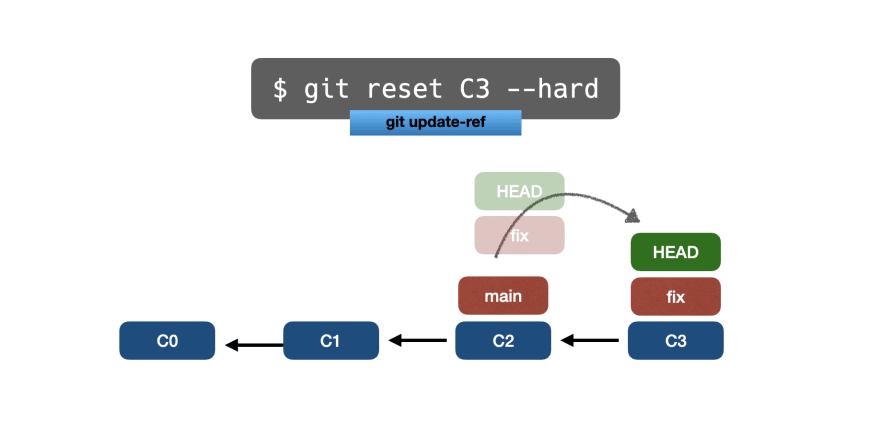 $ git reset C3 --hard
git update-ref
HEAD
fix
HEAD
main
fix
C0
C1
C2
C3